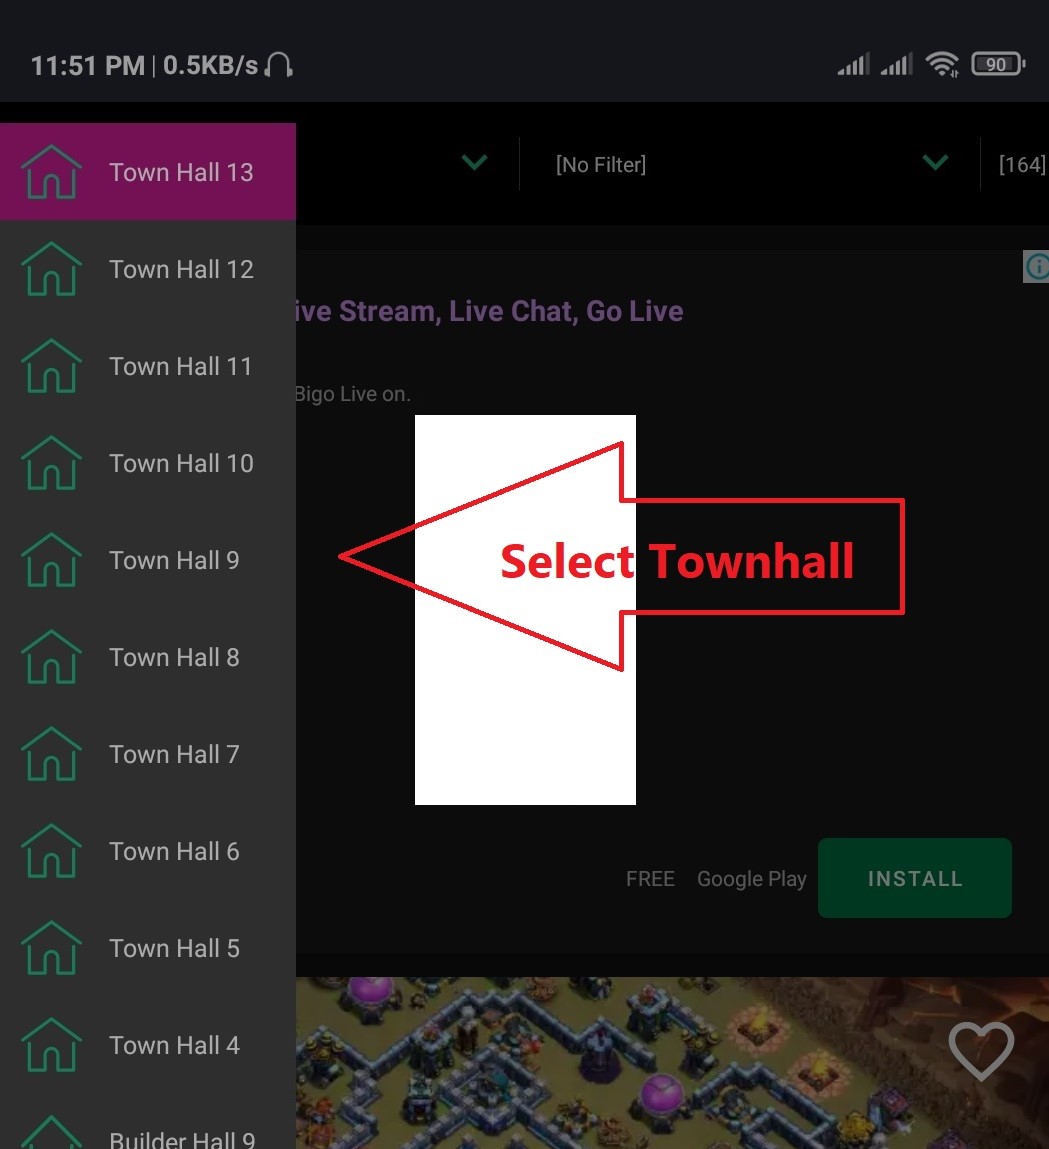 11:51 PM | 0.5KB/s
90
Town Hall 13
[No Filter]
[164]
Town Hall 12
ive Stream, Live Chat, Go Live
Town Hall 11
Bigo Live on.
Town Hall 10
Town Hall 9
Select Townhall
Town Hall 8
Town Hall 7
Town Hall 6
FREE Google Play INSTALL
Town Hall 5
Town Hall 4
Builder Hall 9